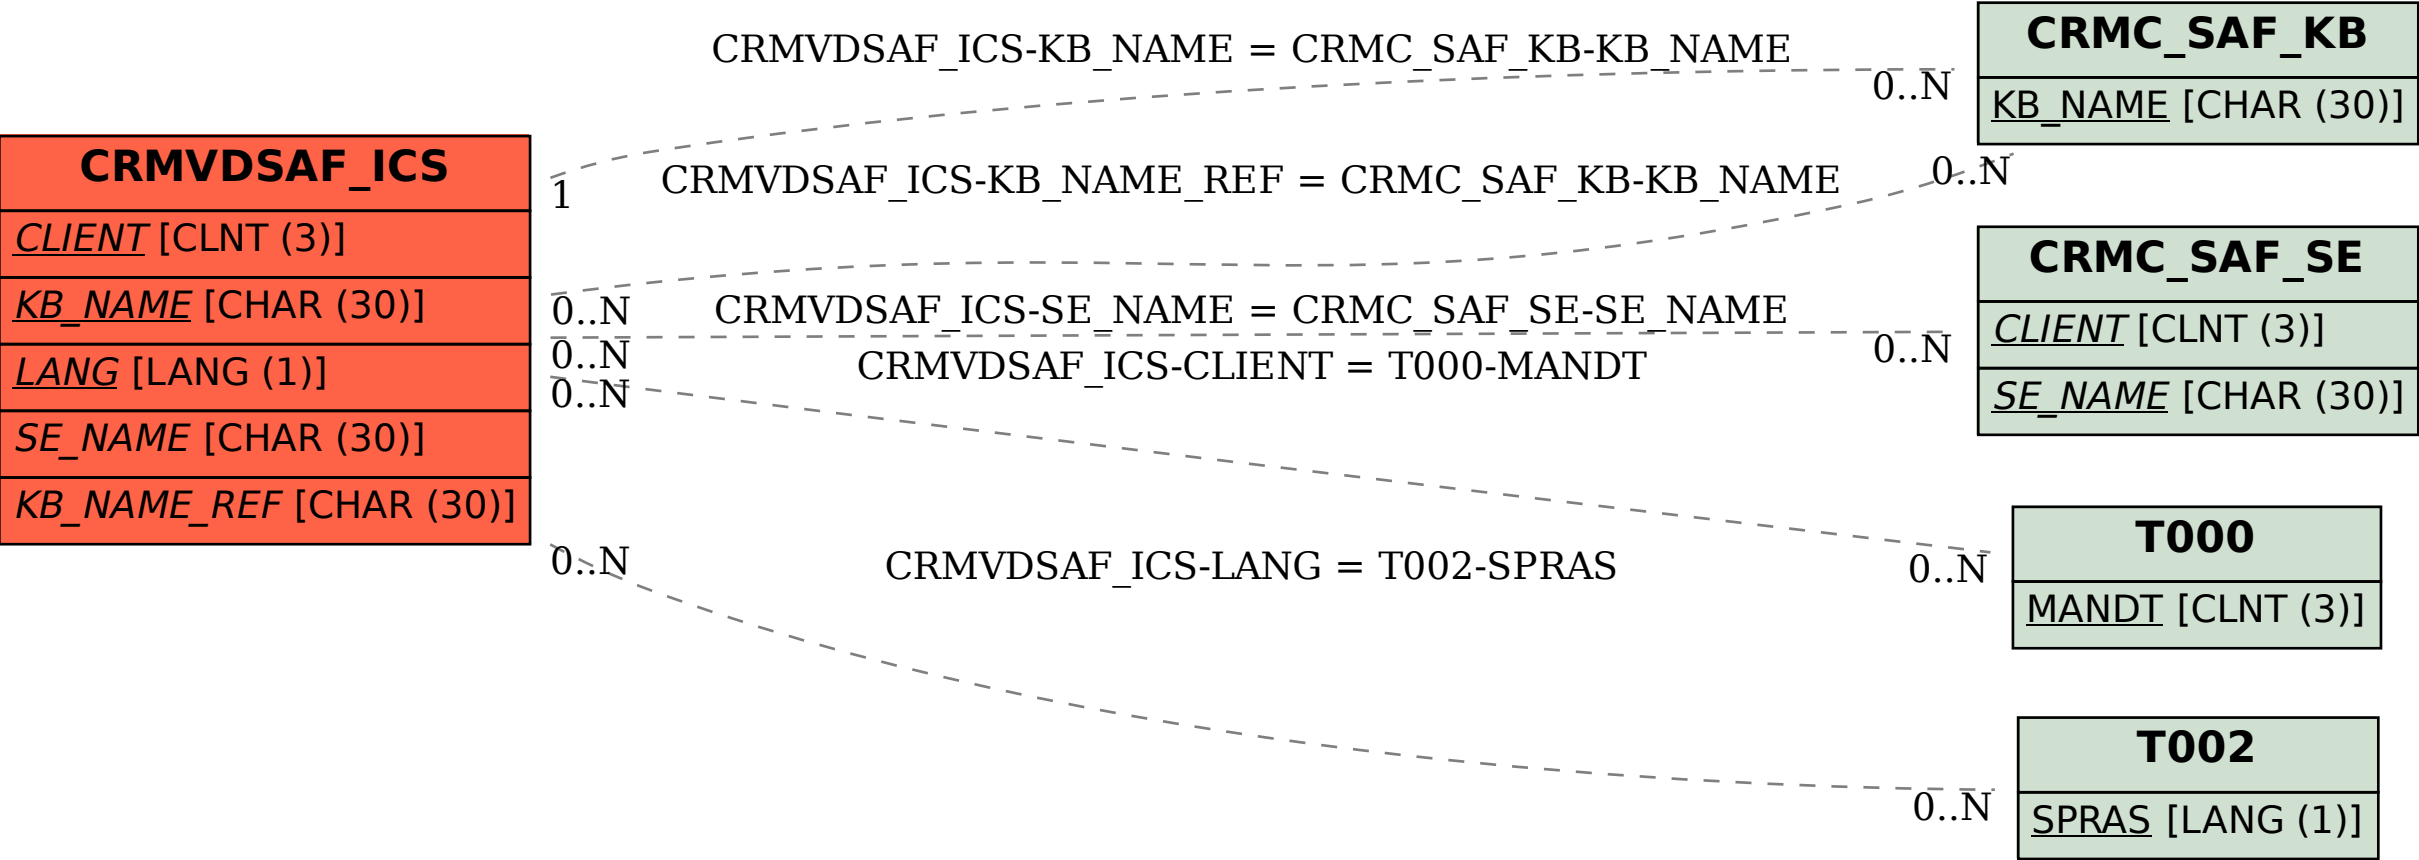 CRMVDSAF_ICS-KB_NAME = CRMC_SAF_KB-KB_NAME
1
0..N
CRMVDSAF_ICS-KB_NAME_REF = CRMC_SAF_KB-KB_NAME
0..N
0..N
CRMVDSAF_ICS-SE_NAME = CRMC_SAF_SE-SE_NAME
0..N
0..N
CRMVDSAF_ICS-CLIENT = T000-MANDT
0..N
0..N
CRMVDSAF_ICS-LANG = T002-SPRAS
0..N
0..N
CRMVDSAF_ICS
CLIENT [CLNT (3)]
KB_NAME [CHAR (30)]
LANG [LANG (1)]
SE_NAME [CHAR (30)]
KB_NAME_REF [CHAR (30)]
CRMC_SAF_KB
KB_NAME [CHAR (30)]
CRMC_SAF_SE
CLIENT [CLNT (3)]
SE_NAME [CHAR (30)]
T000
MANDT [CLNT (3)]
T002
SPRAS [LANG (1)]